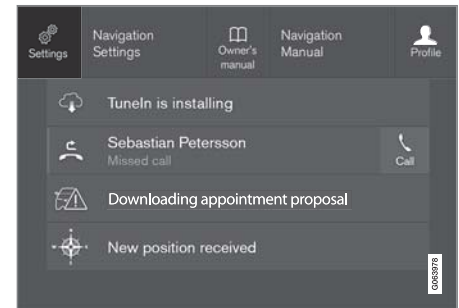 Settings
Navigation
Settings
Owner's
manual
Navigation
Manual
Profile
TuneIn is installing
Sebastian Petersson
Missed call
Call
Downloading appointment proposal
New position received
G063978